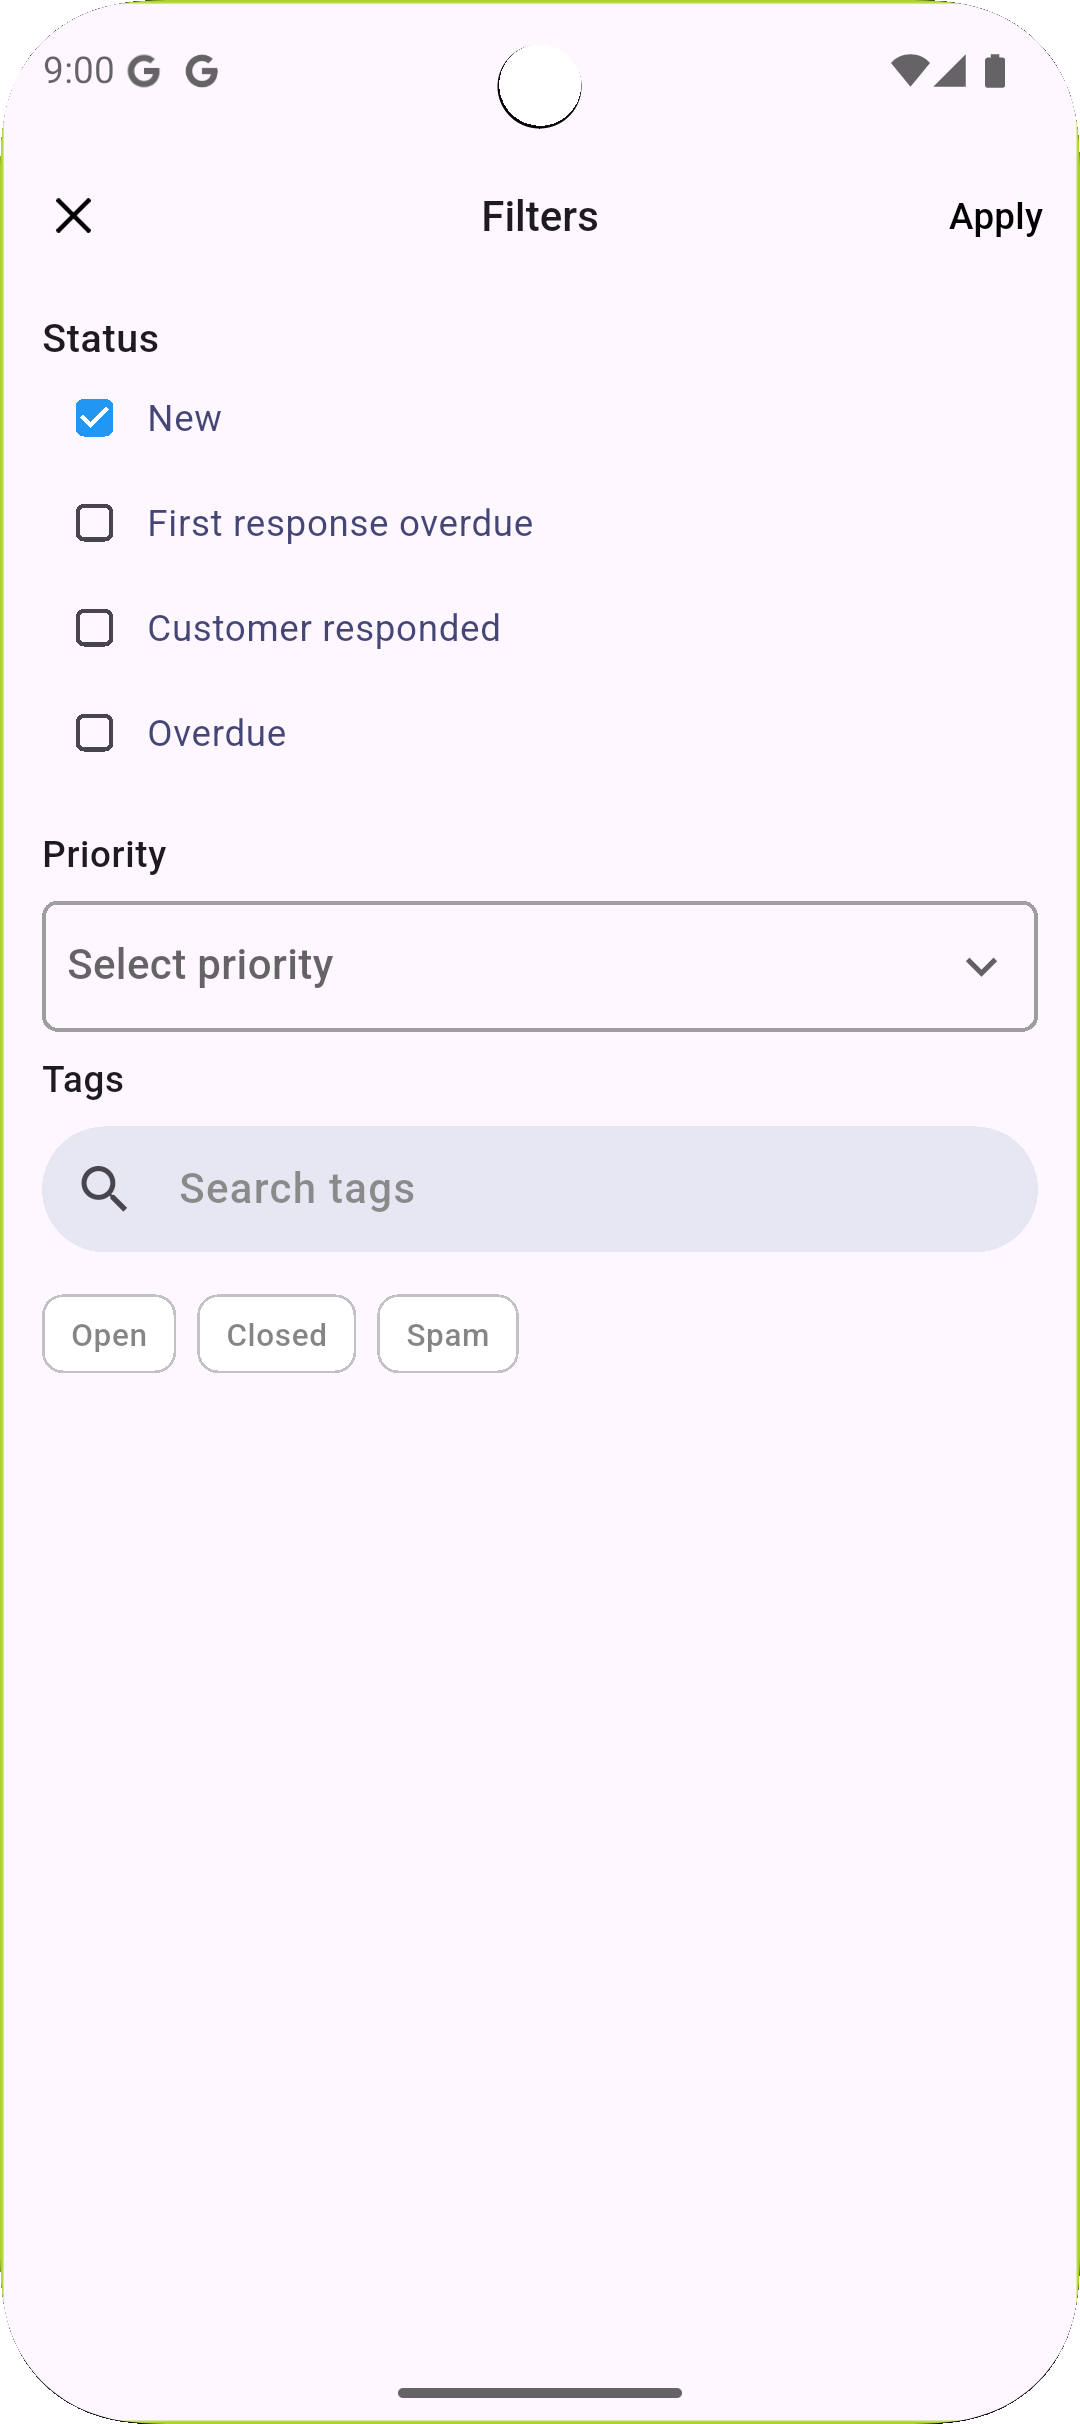 9:00
Filters
Apply
Status
New
First response overdue
Customer responded
Overdue
Priority
Select priority
Tags
Search tags
Open
Closed
Spam